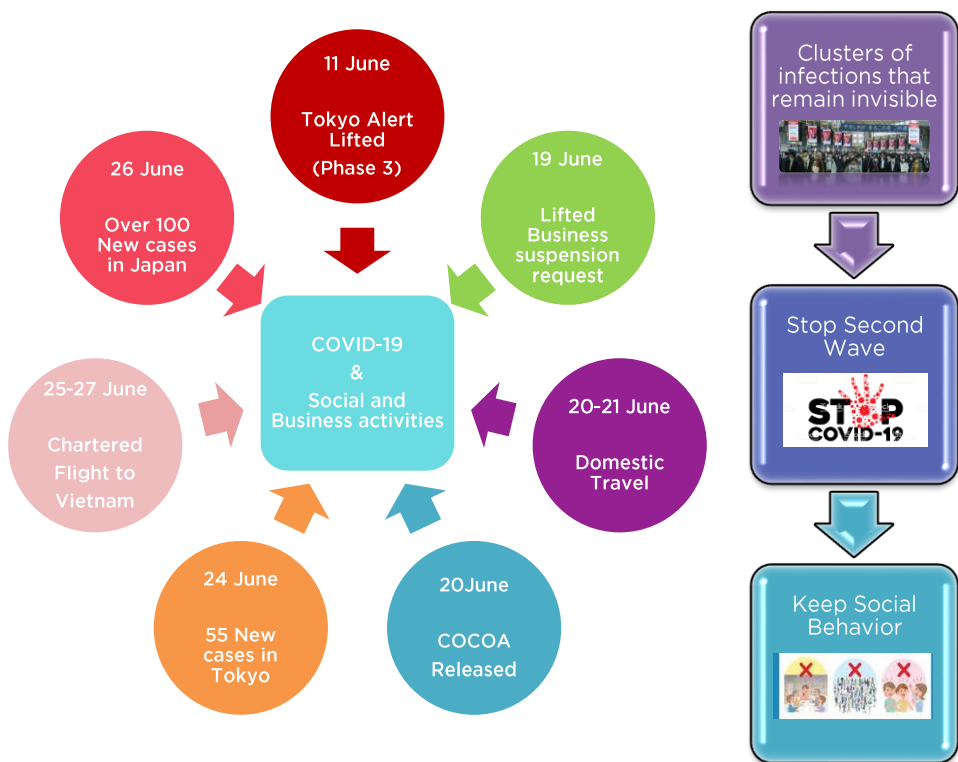 11 June
Tokyo Alert
Lifted
(Phase 3)
19 June
Lifted
Business
suspension
request
20-21 June
Domestic
Travel
20June
COCOA
Released
24 June
55 New
cases in
Tokyo
25-27 June
Chartered
Flight to
Vietnam
26 June
Over 100
New cases
in Japan
COVID-19
&
Social and
Business activities
Clusters of
infections that
remain invisible
Stop Second
Wave
STOP
COVID-19
Keep Social
Behavior